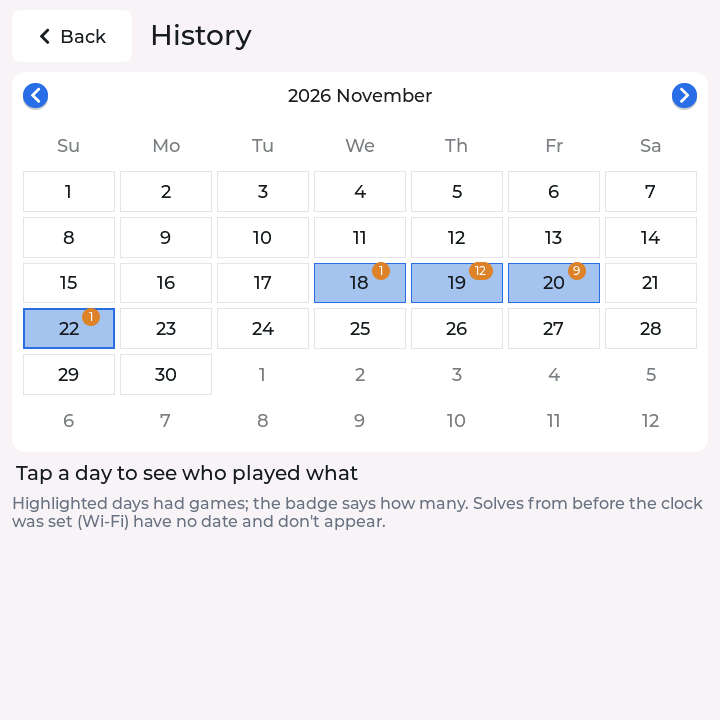 Back History
2026 November
Su Mo Tu We Th Fr Sa
1 2 3 4 5 6 7
8 9 10 11 12 13 14
15 16 17 18 1 19 12 20 9 21
22 1 23 24 25 26 27 28
29 30 1 2 3 4 5
6 7 8 9 10 11 12
Tap a day to see who played what
Highlighted days had games; the badge says how many. Solves from before the clock
was set (Wi-Fi) have no date and don't appear.